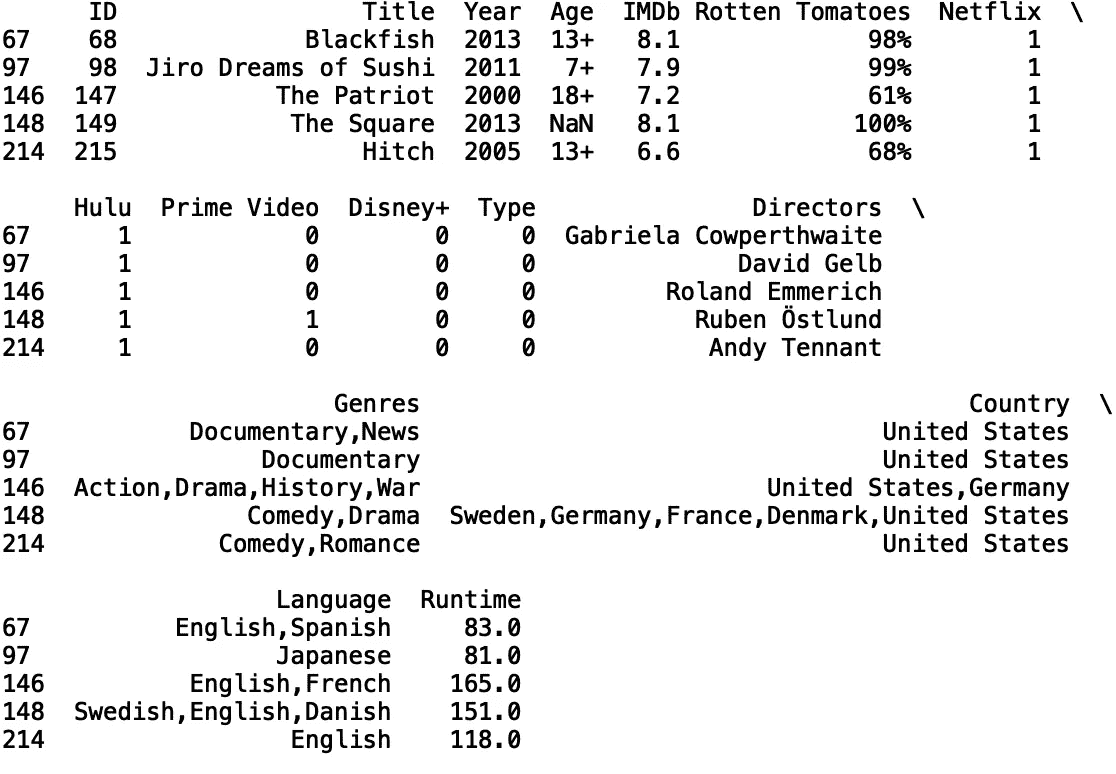 ID                 Title  Year  Age  IMDb Rotten Tomatoes  Netflix  \
67    68             Blackfish  2013  13+   8.1             98%        1
97    98  Jiro Dreams of Sushi  2011   7+   7.9             99%        1
146  147           The Patriot  2000  18+   7.2             61%        1
148  149            The Square  2013  NaN   8.1            100%        1
214  215                 Hitch  2005  13+   6.6             68%        1
     Hulu  Prime Video  Disney+  Type               Directors  \
67      1            0        0     0  Gabriela Cowperthwaite
97      1            0        0     0              David Gelb
146     1            0        0     0         Roland Emmerich
148     1            1        0     0           Ruben Östlund
214     1            0        0     0            Andy Tennant
                       Genres                                      Country  \
67           Documentary,News                                United States
97                Documentary                                United States
146  Action,Drama,History,War                        United States,Germany
148              Comedy,Drama  Sweden,Germany,France,Denmark,United States
214            Comedy,Romance                                United States
                   Language  Runtime
67          English,Spanish     83.0
97                 Japanese     81.0
146          English,French    165.0
148  Swedish,English,Danish    151.0
214                 English    118.0